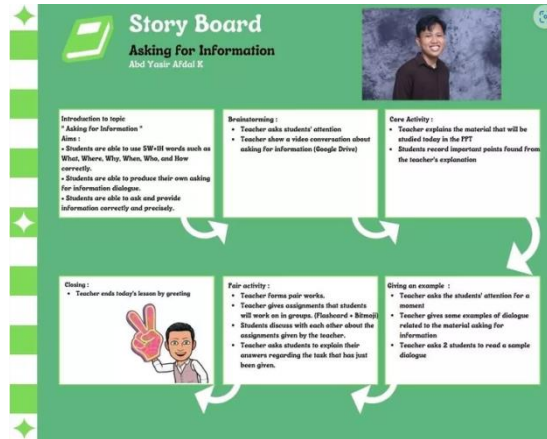 Story Board
Asking for Information
Abd Yasir Afdal K
Introduction to topic
" Asking for Information "
Aims :
• Students are able to use 5W+1H words such as
What, Where, Why, When, Who, and How
correctly.
• Students are able to produce their own asking
for information dialogue.
• Students are able to ask and provide
information correctly and precisely.
Brainstorming :
• Teacher asks students' attention
• Teacher show a video conversation about
asking for information (Google Drive)
Core Activity :
• Teacher explains the material that will be
studied today in the PPT
• Students record important points found from
the teacher's explanation
Giving an example :
• Teacher asks the students' attention for a
moment
• Teacher gives some examples of dialogue
related to the material asking for
information
• Teacher asks 2 students to read a sample
dialogue
Pair activity :
• Teacher forms pair works.
• Teacher gives assignments that students
will work on in groups. (Flashcard + Bitmoji)
• Students discuss with each other about the
assignments given by the teacher.
• Teacher asks students to explain their
answers regarding the task that has just
been given.
Closing :
• Teacher ends today's lesson by greeting